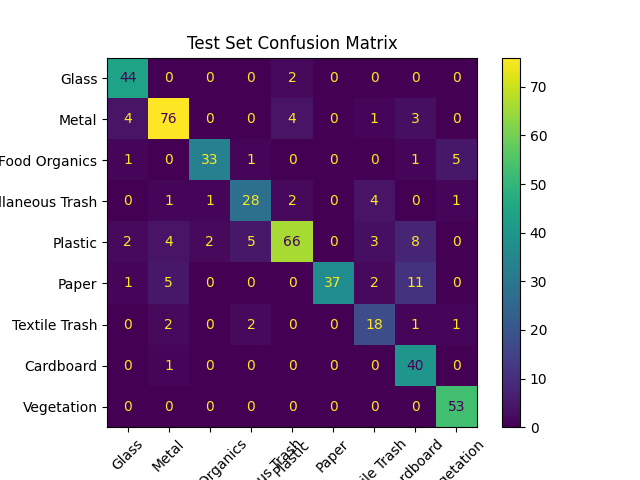 Test Set Confusion Matrix
Glass 44 0 0 0 2 0 0 0 0
Metal 4 76 0 0 4 0 1 3 0
Food Organics 1 0 33 1 0 0 0 1 5
llaneous Trash 0 1 1 28 2 0 4 0 1
Plastic 2 4 2 5 66 0 3 8 0
Paper 1 5 0 0 0 37 2 11 0
Textile Trash 0 2 0 2 0 0 18 1 1
Cardboard 0 1 0 0 0 0 0 40 0
Vegetation 0 0 0 0 0 0 0 0 53
Glass Metal Organics us Trash Plastic Paper ile Trash rdboard getation
70
60
50
40
30
20
10
0